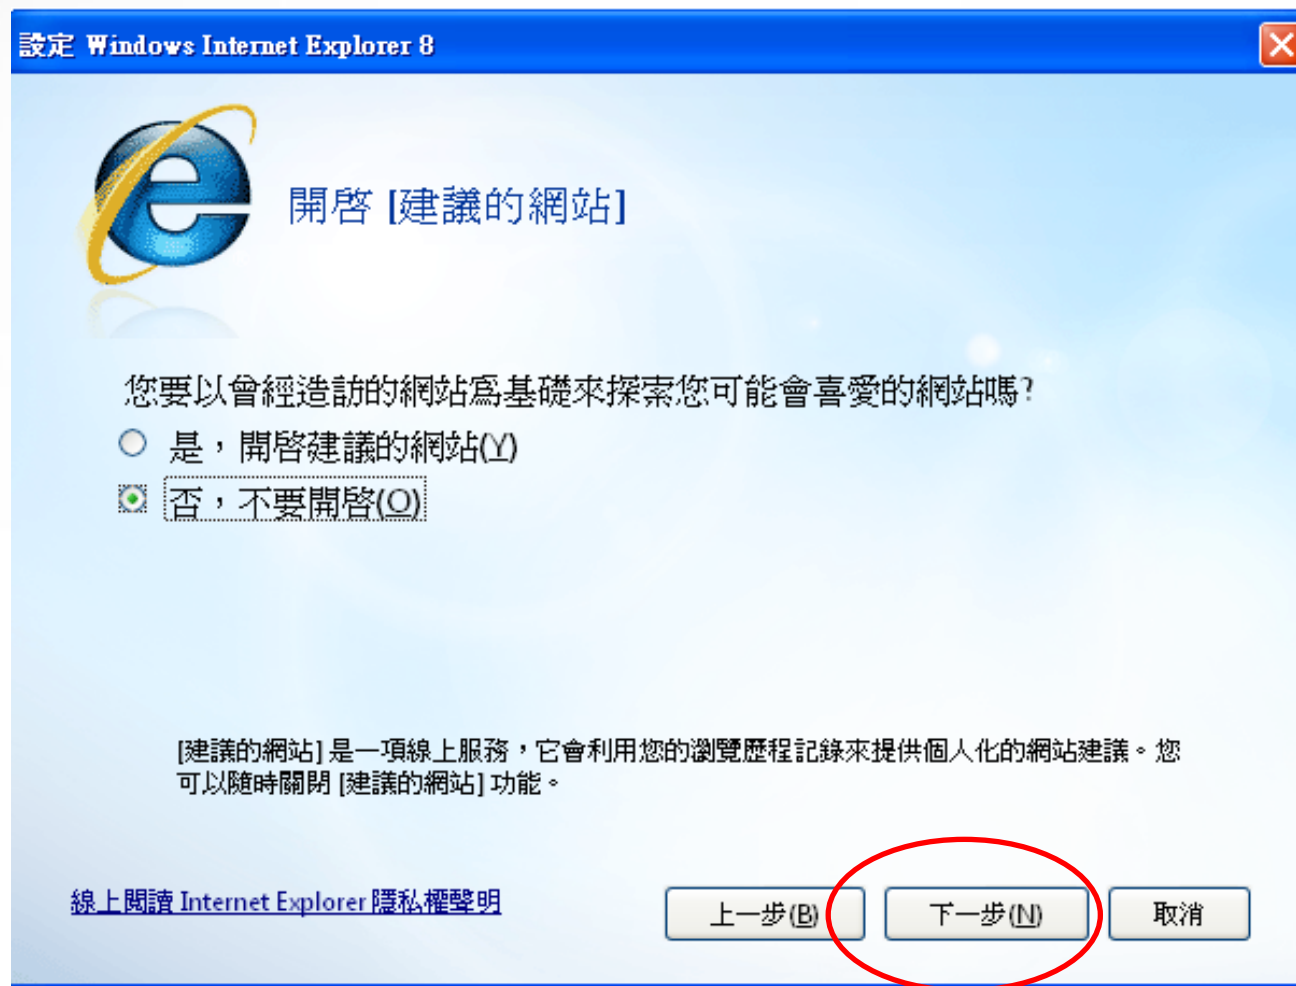 設定 Windows Internet Explorer 8
開啓 [建議的網站]
您要以曾經造訪的網站爲基礎來探索您可能會喜愛的網站嗎?
是，開啓建議的網站(Y)
否，不要開啓(O)
[建議的網站] 是一項線上服務，它會利用您的瀏覽歷程記錄來提供個人化的網站建議。您
可以隨時關閉 [建議的網站] 功能。
線上閱讀 Internet Explorer 隱私權聲明
上一步(B)
下一步(N)
取消